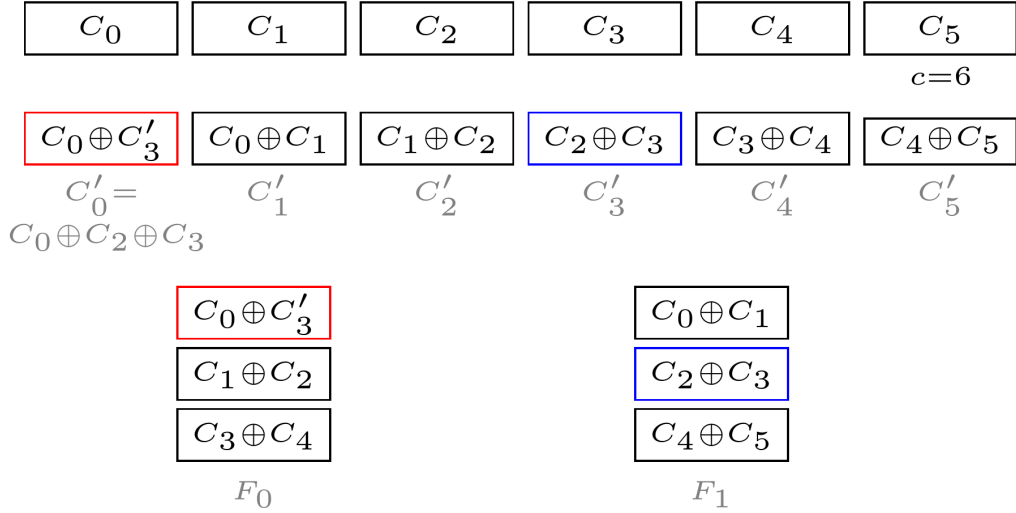 C₀ C₁ C₂ C₃ C₄ C₅
c=6
C₀⊕C′₃ C₀⊕C₁ C₁⊕C₂ C₂⊕C₃ C₃⊕C₄ C₄⊕C₅
C′₀= C′₁ C′₂ C′₃ C′₄ C′₅
C₀⊕C₂⊕C₃
C₀⊕C′₃ C₀⊕C₁
C₁⊕C₂ C₂⊕C₃
C₃⊕C₄ C₄⊕C₅
F₀ F₁